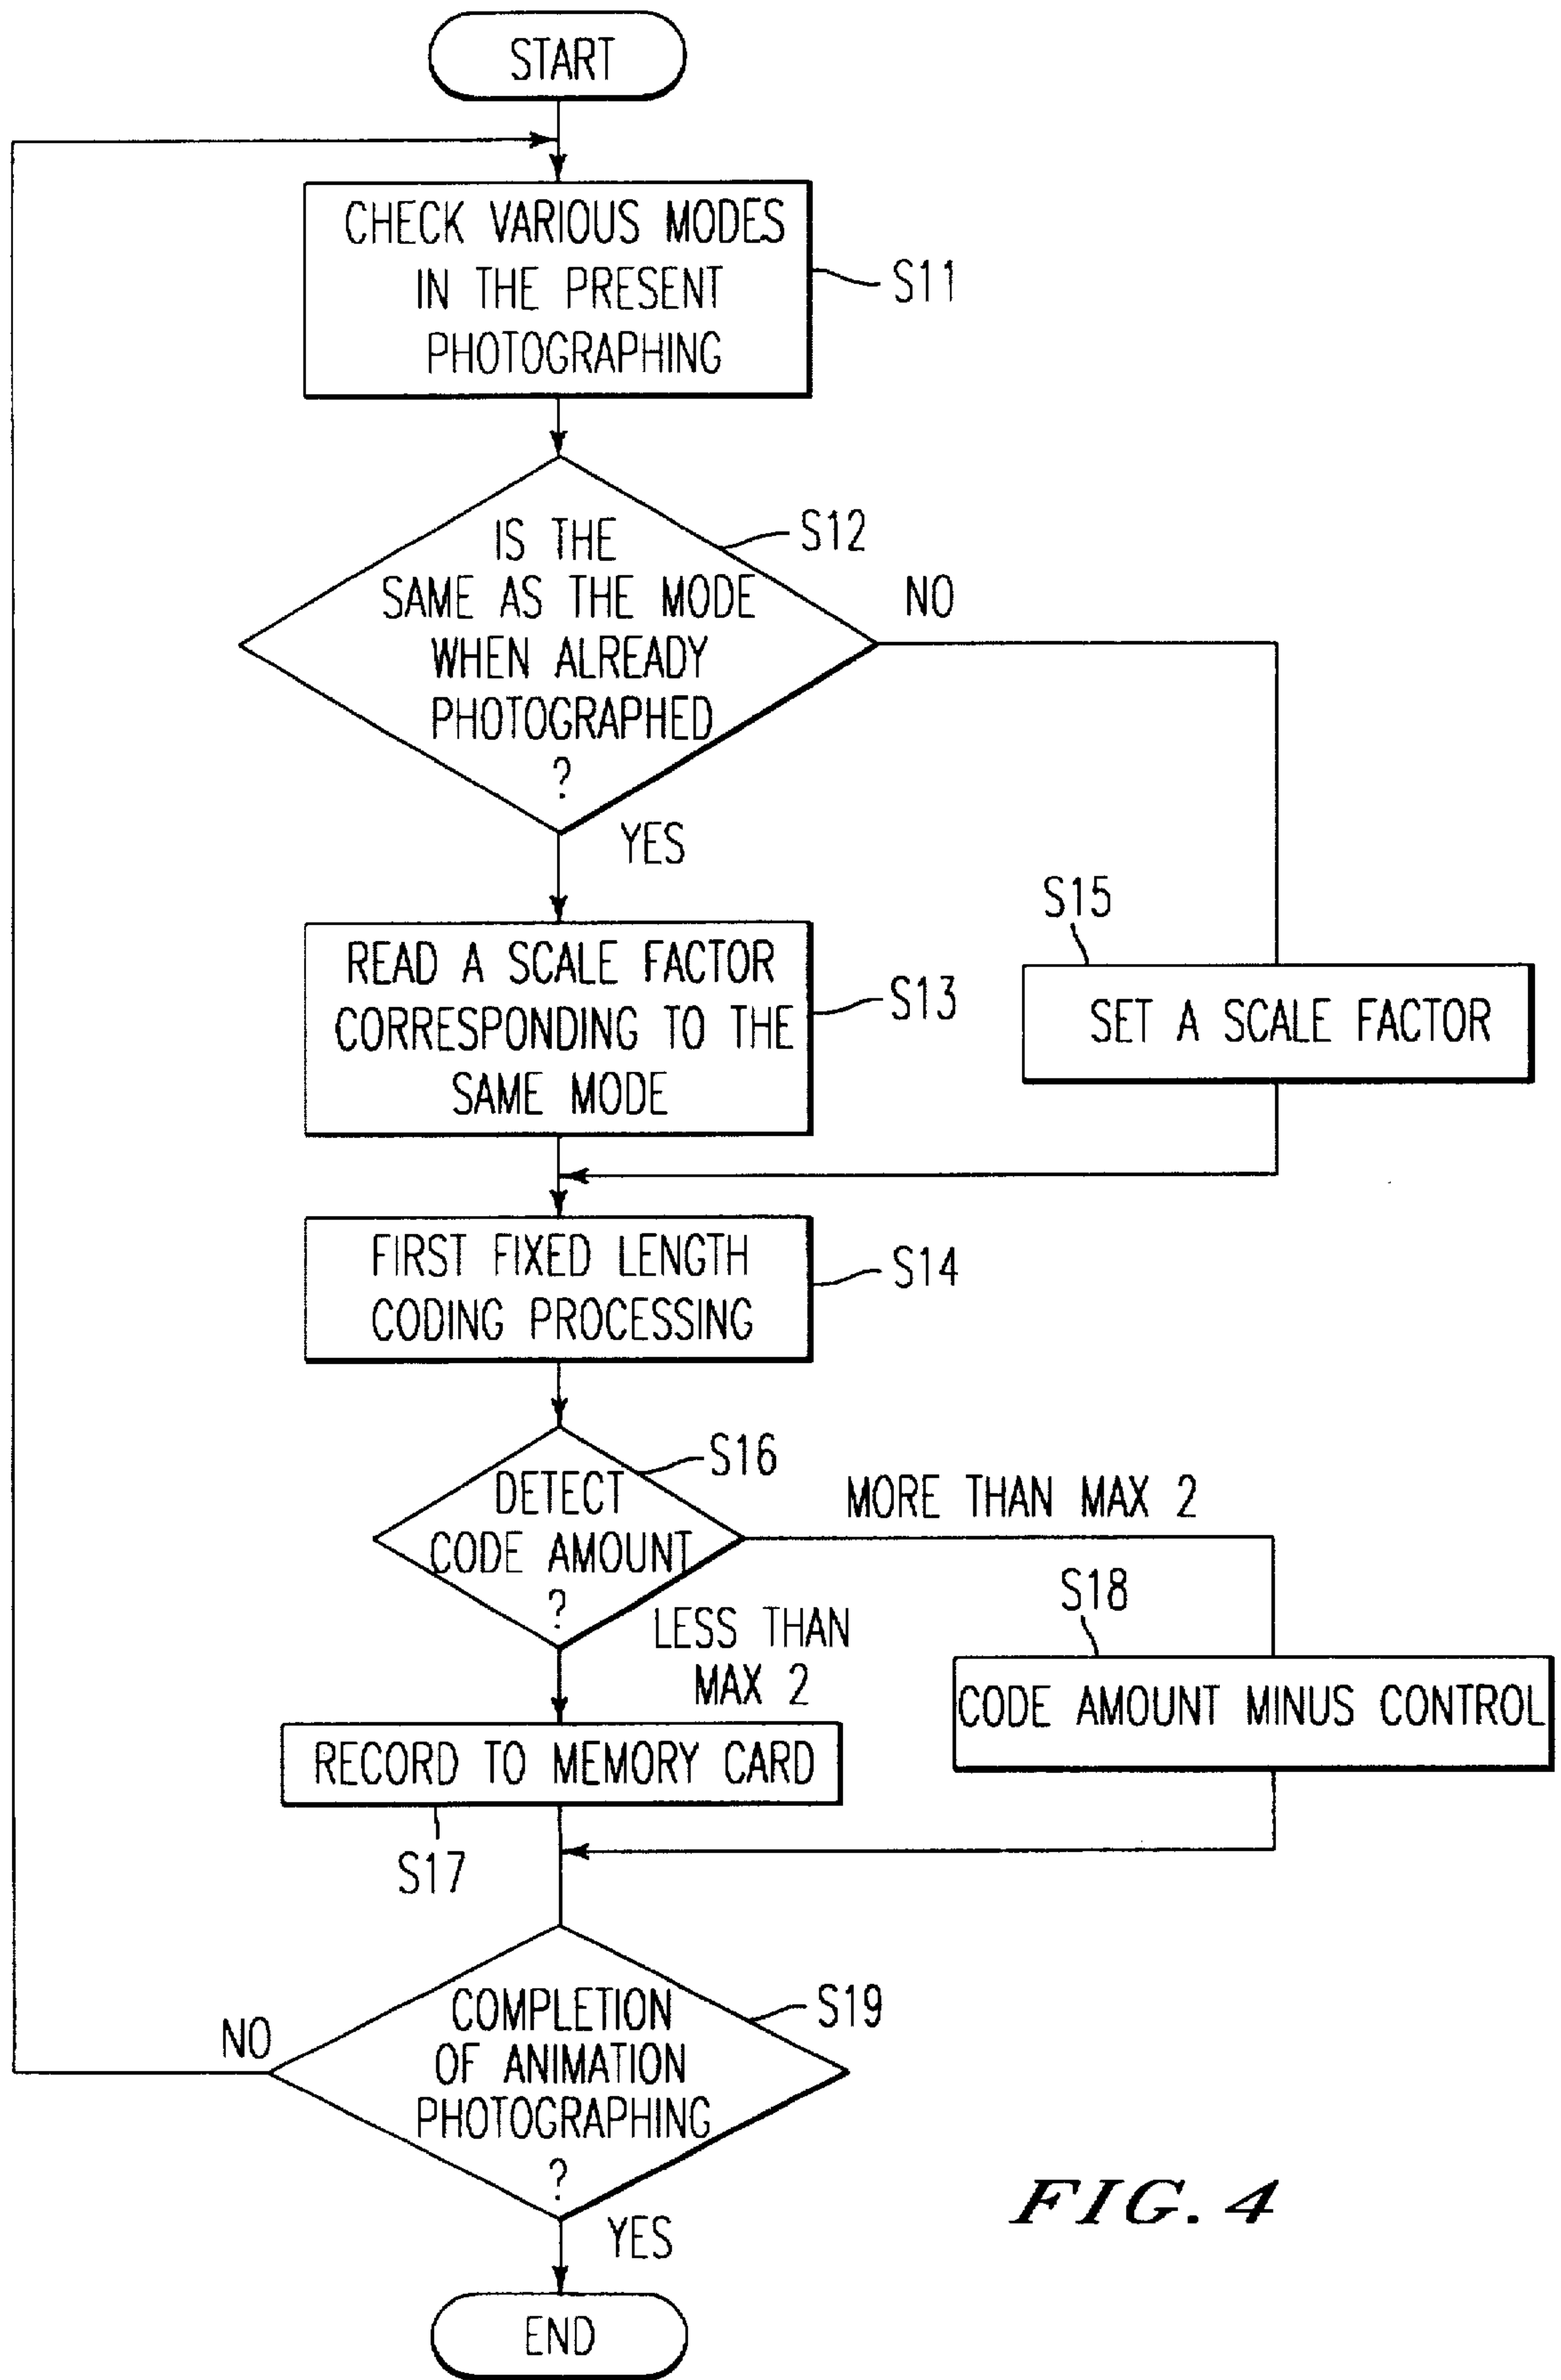 START
CHECK VARIOUS MODES
IN THE PRESENT
PHOTOGRAPHING
S11
IS THE
SAME AS THE MODE
WHEN ALREADY
PHOTOGRAPHED
?
S12
NO
YES
READ A SCALE FACTOR
CORRESPONDING TO THE
SAME MODE
S13
S15
SET A SCALE FACTOR
FIRST FIXED LENGTH
CODING PROCESSING
S14
DETECT
CODE AMOUNT
?
S16
MORE THAN MAX 2
LESS THAN
MAX 2
S18
CODE AMOUNT MINUS CONTROL
RECORD TO MEMORY CARD
S17
COMPLETION
OF ANIMATION
PHOTOGRAPHING
?
S19
NO
YES
END
FIG. 4